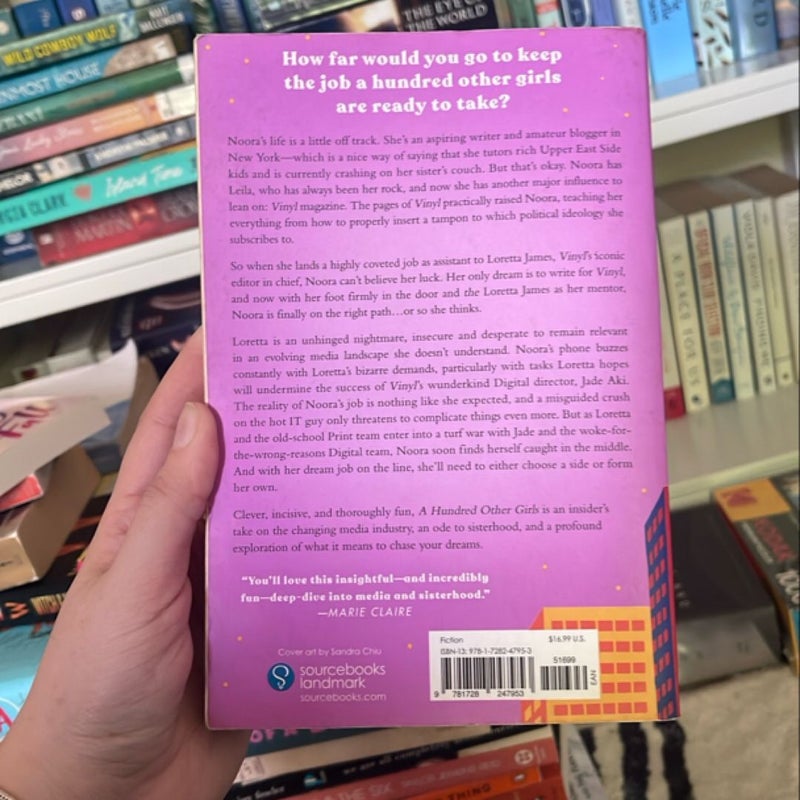 How far would you go to keep
the job a hundred other girls
are ready to take?
Noora's life is a little off track. She's an aspiring writer and amateur blogger in
New York—which is a nice way of saying that she tutors rich Upper East Side
kids and is currently crashing on her sister's couch. But that's okay. Noora has
Leila, who has always been her rock, and now she has another major influence to
lean on: Vinyl magazine. The pages of Vinyl practically raised Noora, teaching her
everything from how to properly insert a tampon to which political ideology she
subscribes to.
So when she lands a highly coveted job as assistant to Loretta James, Vinyl's iconic
editor in chief, Noora can't believe her luck. Her only dream is to write for Vinyl,
and now with her foot firmly in the door and the Loretta James as her mentor,
Noora is finally on the right path...or so she thinks.
Loretta is an unhinged nightmare, insecure and desperate to remain relevant
in an evolving media landscape she doesn't understand. Noora's phone buzzes
constantly with Loretta's bizarre demands, particularly with tasks Loretta hopes
will undermine the success of Vinyl's wunderkind Digital director, Jade Aki.
The reality of Noora's job is nothing like she expected, and a misguided crush
on the hot IT guy only threatens to complicate things even more. But as Loretta
and the old-school Print team enter into a turf war with Jade and the woke-for-
the-wrong-reasons Digital team, Noora soon finds herself caught in the middle.
And with her dream job on the line, she'll need to either choose a side or form
her own.
Clever, incisive, and thoroughly fun, A Hundred Other Girls is an insider's
take on the changing media industry, an ode to sisterhood, and a profound
exploration of what it means to chase your dreams.
"You'll love this insightful—and incredibly
fun—deep-dive into media and sisterhood."
—MARIE CLAIRE
Cover art by Sandra Chiu
sourcebooks
landmark
sourcebooks.com
Fiction
$16.99 U.S.
ISBN-13: 978-1-7282-4795-3
51699
EAN
9 781728 247953
WILD COWBOY WOLF
THE EYE OF
THE WORLD
Island Time
CLARK
MARTIN
A PLACE FOR US